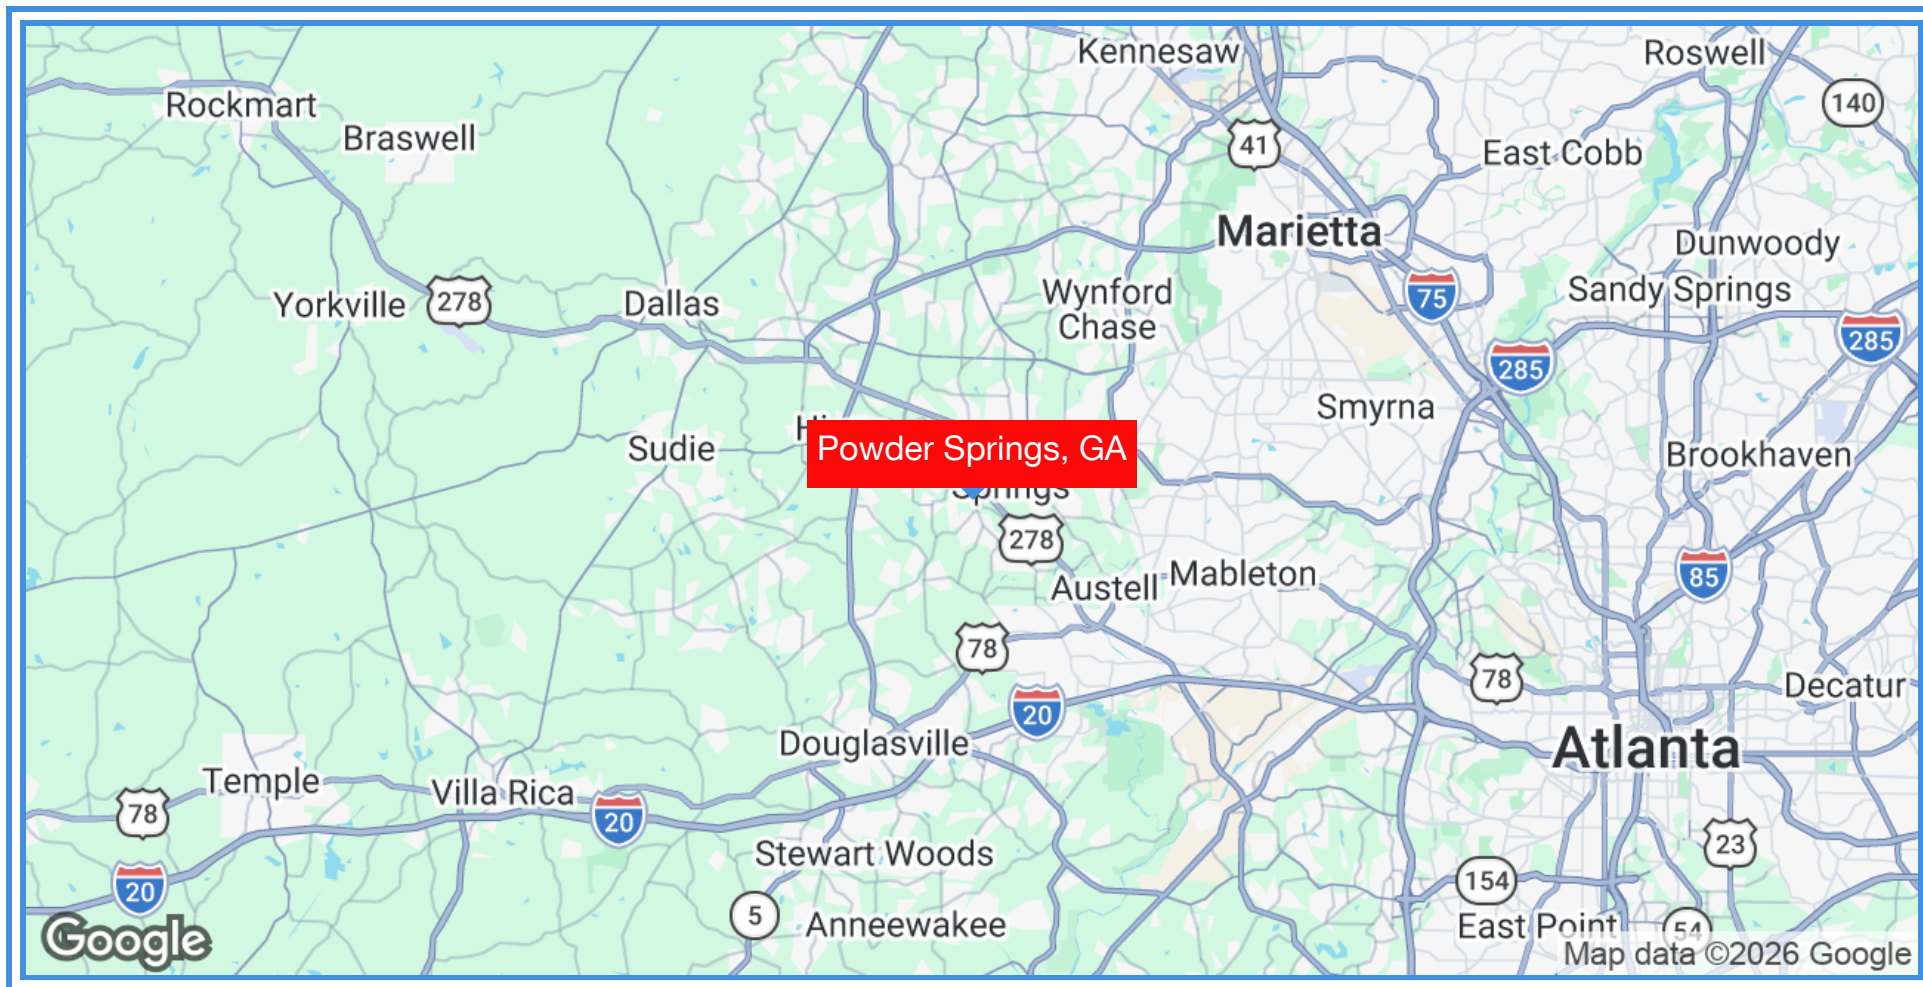 Kennesaw
Roswell
140
Rockmart
Braswell
41
East Cobb
Marietta
Dunwoody
Yorkville
278
Dallas
Wynford
Chase
75
Sandy Springs
285
285
Smyrna
Sudie
Powder Springs, GA
Springs
Brookhaven
278
Austell
Mableton
85
78
78
20
Decatur
Douglasville
Atlanta
Temple
Villa Rica
78
20
Stewart Woods
23
20
154
5
Anneewakee
East Point
54
Google
Map data ©2026 Google